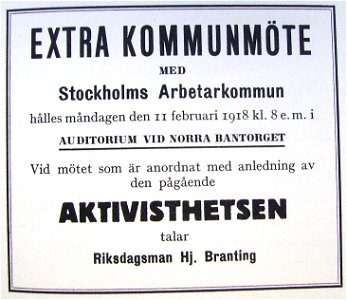 EXTRA KOMMUNMÖTE
MED
Stockholms Arbetarkommun
hålles måndagen den 11 februari 1918 kl. 8 e. m. i
AUDITORIUM VID NORRA BANTORGET
Vid mötet som är anordnat med anledning av
den pågående
AKTIVISTHETSEN
talar
Riksdagsman Hj. Branting